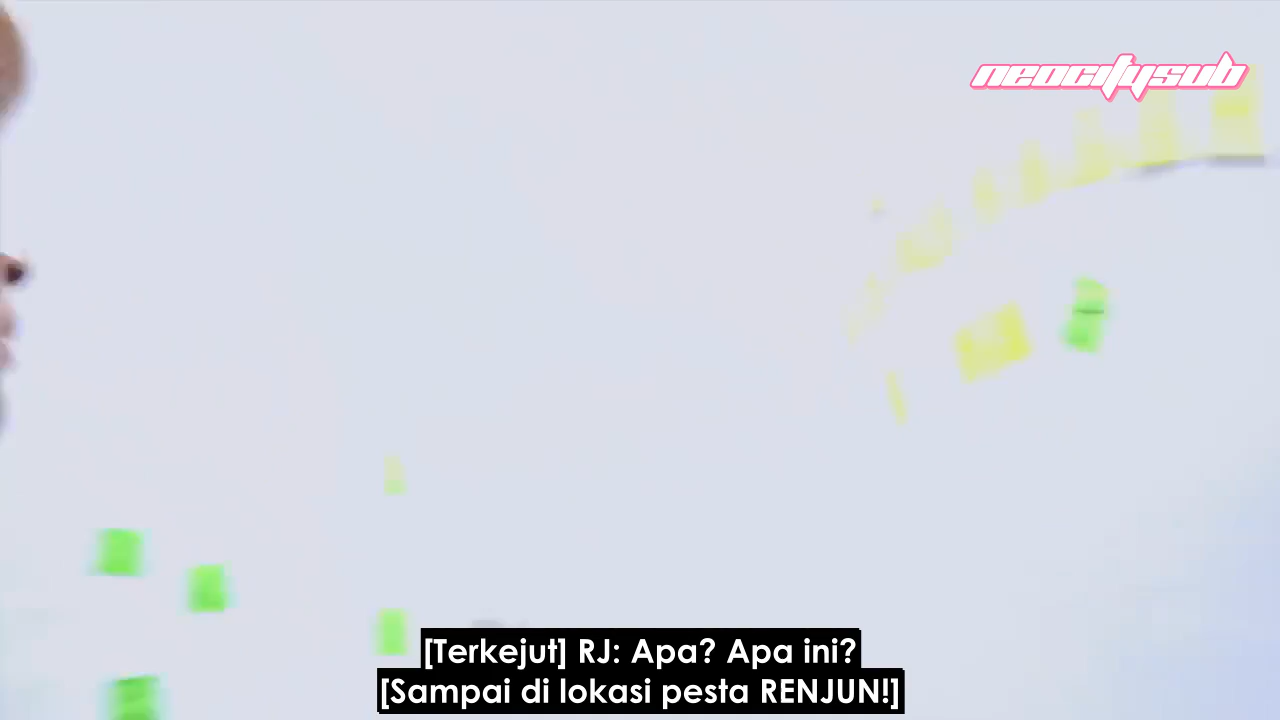 neocitysub
[Terkejut] RJ: Apa? Apa ini?
[Sampai di lokasi pesta RENJUN!]